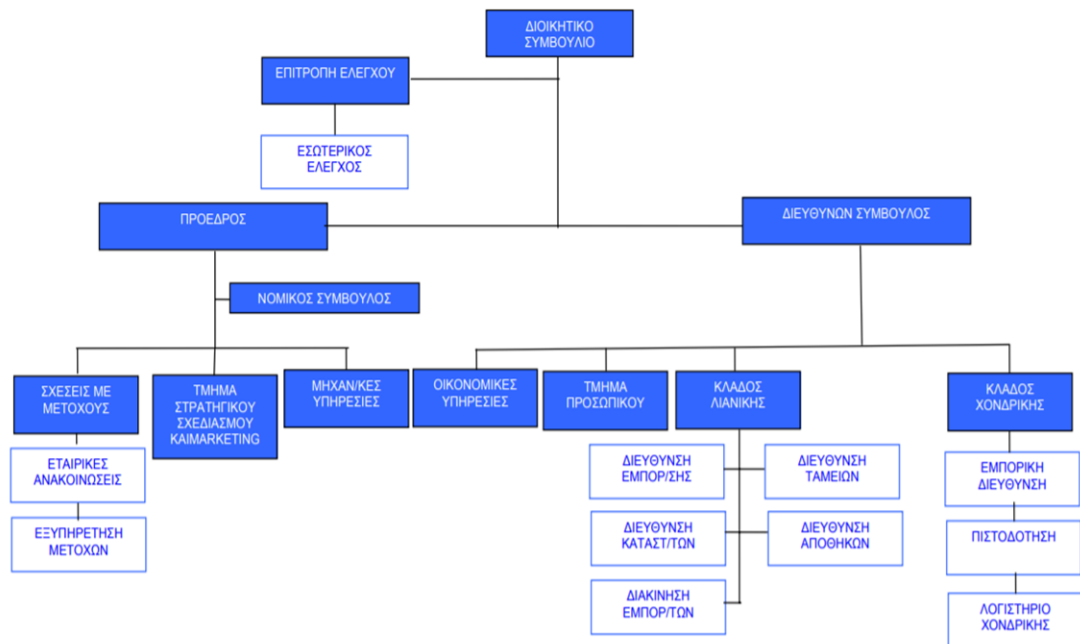 ΔΙΟΙΚΗΤΙΚΟ
ΣΥΜΒΟΥΛΙΟ
ΕΠΙΤΡΟΠΗ ΕΛΕΓΧΟΥ
ΕΣΩΤΕΡΙΚΟΣ
ΕΛΕΓΧΟΣ
ΠΡΟΕΔΡΟΣ
ΔΙΕΥΘΥΝΩΝ ΣΥΜΒΟΥΛΟΣ
ΝΟΜΙΚΟΣ ΣΥΜΒΟΥΛΟΣ
ΣΧΕΣΕΙΣ ΜΕ
ΜΕΤΟΧΟΥΣ
ΤΜΗΜΑ
ΣΤΡΑΤΗΓΙΚΟΥ
ΣΧΕΔΙΑΣΜΟΥ
ΚΑΙMARKETING
ΜΗΧΑΝ/ΚΕΣ
ΥΠΗΡΕΣΙΕΣ
ΟΙΚΟΝΟΜΙΚΕΣ
ΥΠΗΡΕΣΙΕΣ
ΤΜΗΜΑ
ΠΡΟΣΩΠΙΚΟΥ
ΚΛΑΔΟΣ
ΛΙΑΝΙΚΗΣ
ΚΛΑΔΟΣ
ΧΟΝΔΡΙΚΗΣ
ΕΤΑΙΡΙΚΕΣ
ΑΝΑΚΟΙΝΩΣΕΙΣ
ΕΞΥΠΗΡΕΤΗΣΗ
ΜΕΤΟΧΩΝ
ΔΙΕΥΘΥΝΣΗ
ΕΜΠΟΡ/ΣΗΣ
ΔΙΕΥΘΥΝΣΗ
ΤΑΜΕΙΩΝ
ΔΙΕΥΘΥΝΣΗ
ΚΑΤΑΣΤ/ΤΩΝ
ΔΙΕΥΘΥΝΣΗ
ΑΠΟΘΗΚΩΝ
ΔΙΑΚΙΝΗΣΗ
ΕΜΠΟΡ/ΤΩΝ
ΕΜΠΟΡΙΚΗ
ΔΙΕΥΘΥΝΣΗ
ΠΙΣΤΟΔΟΤΗΣΗ
ΛΟΓΙΣΤΗΡΙΟ
ΧΟΝΔΡΙΚΗΣ